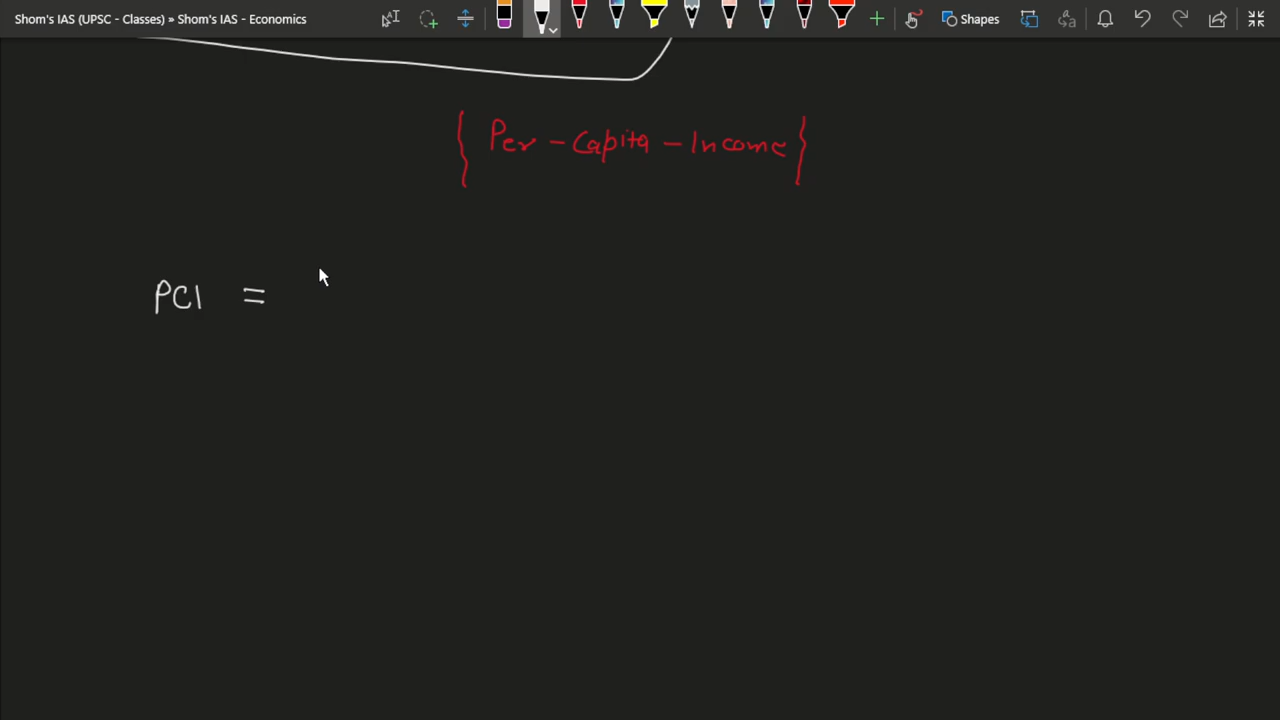 Shom's IAS (UPSC - Classes) » Shom's IAS - Economics
Shapes
{ Per - Capita - Income }
PCI =